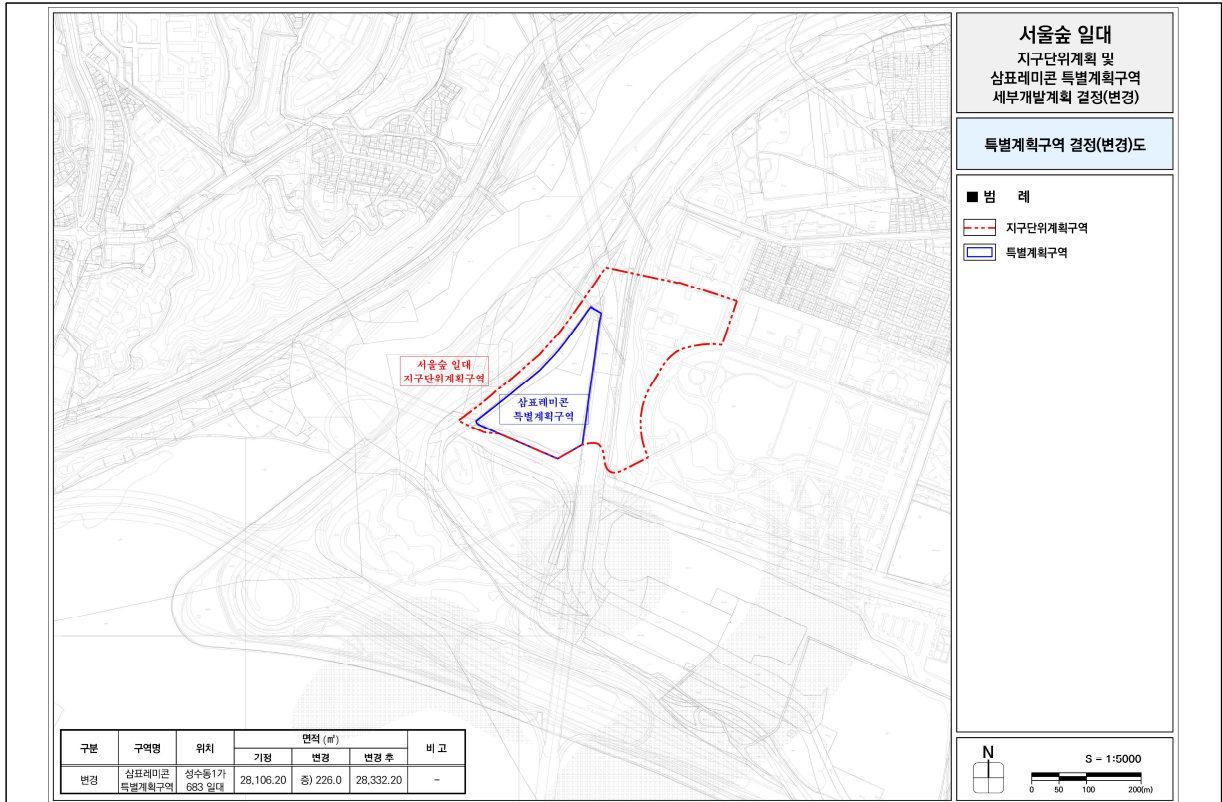 서울숲 일대
지구단위계획 및
삼표레미콘 특별계획구역
세부개발계획 결정(변경)
특별계획구역 결정(변경)도
■ 범 례
지구단위계획구역
특별계획구역
서울숲 일대
지구단위계획구역
삼표레미콘
특별계획구역
구분 구역명 위치 면적 (㎡) 비 고
기정 변경 변경 후
변경 삼표레미콘 특별계획구역 성수동1가 683 일대 28,106.20 증) 226.0 28,332.20 -
N
S = 1:5000
0 50 100 200(m)